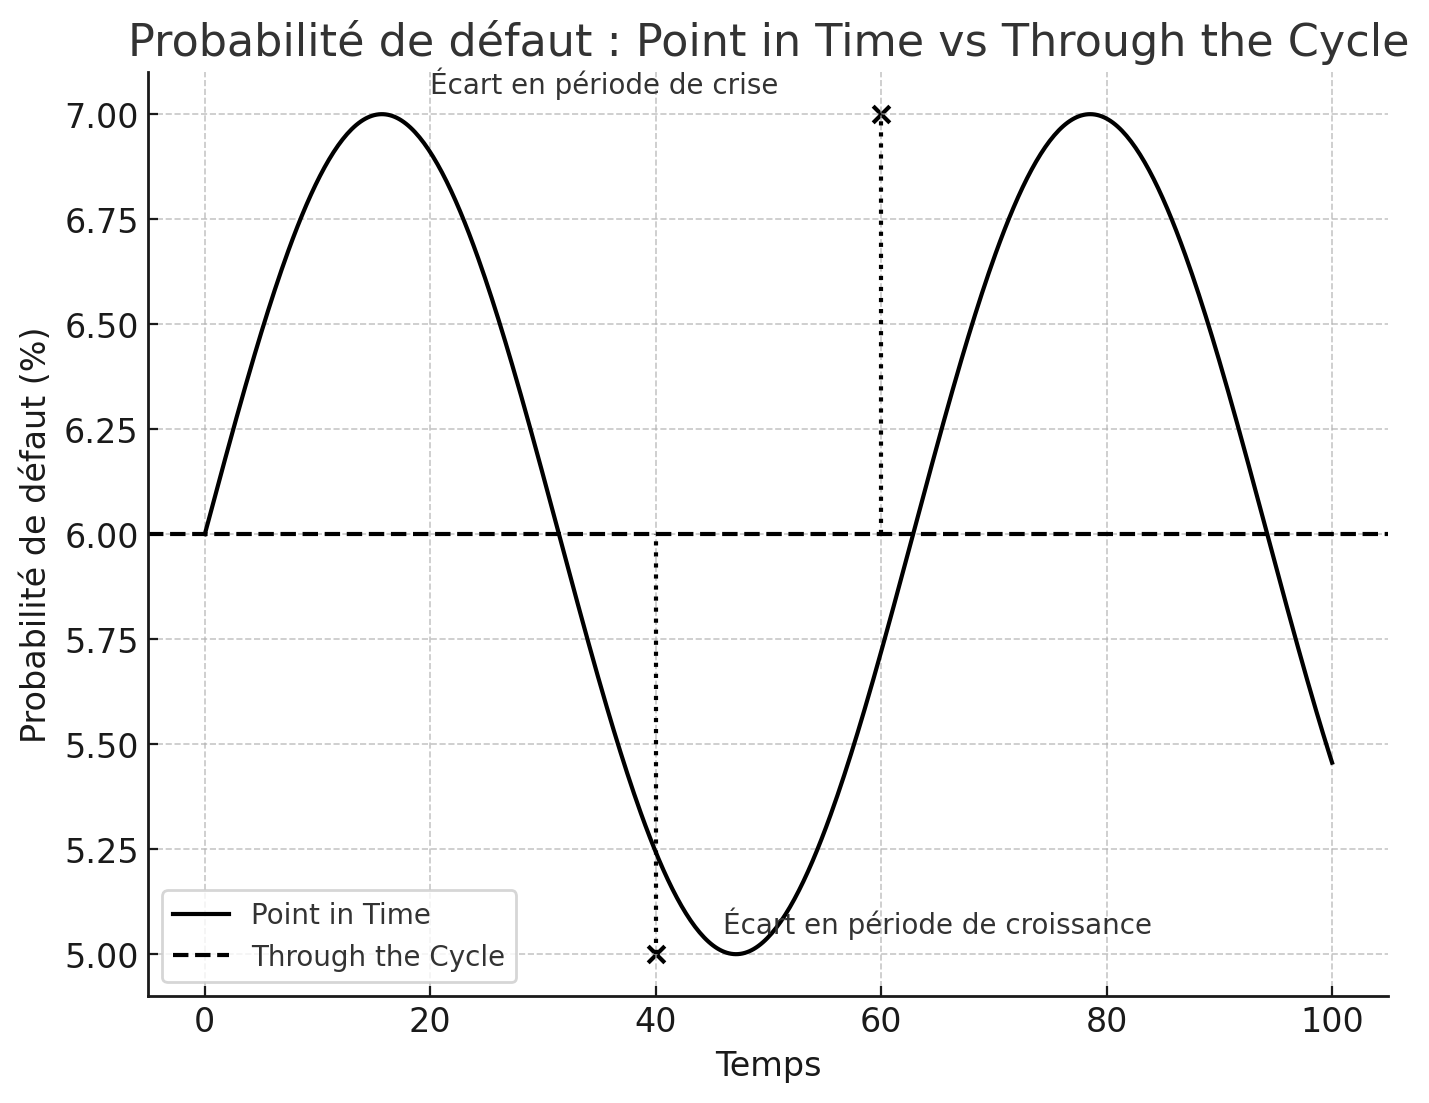 Probabilité de défaut : Point in Time vs Through the Cycle
Écart en période de crise
7.00
6.75
6.50
6.25
6.00
5.75
5.50
5.25
5.00
Probabilité de défaut (%)
Écart en période de croissance
Point in Time
Through the Cycle
0 20 40 60 80 100
Temps